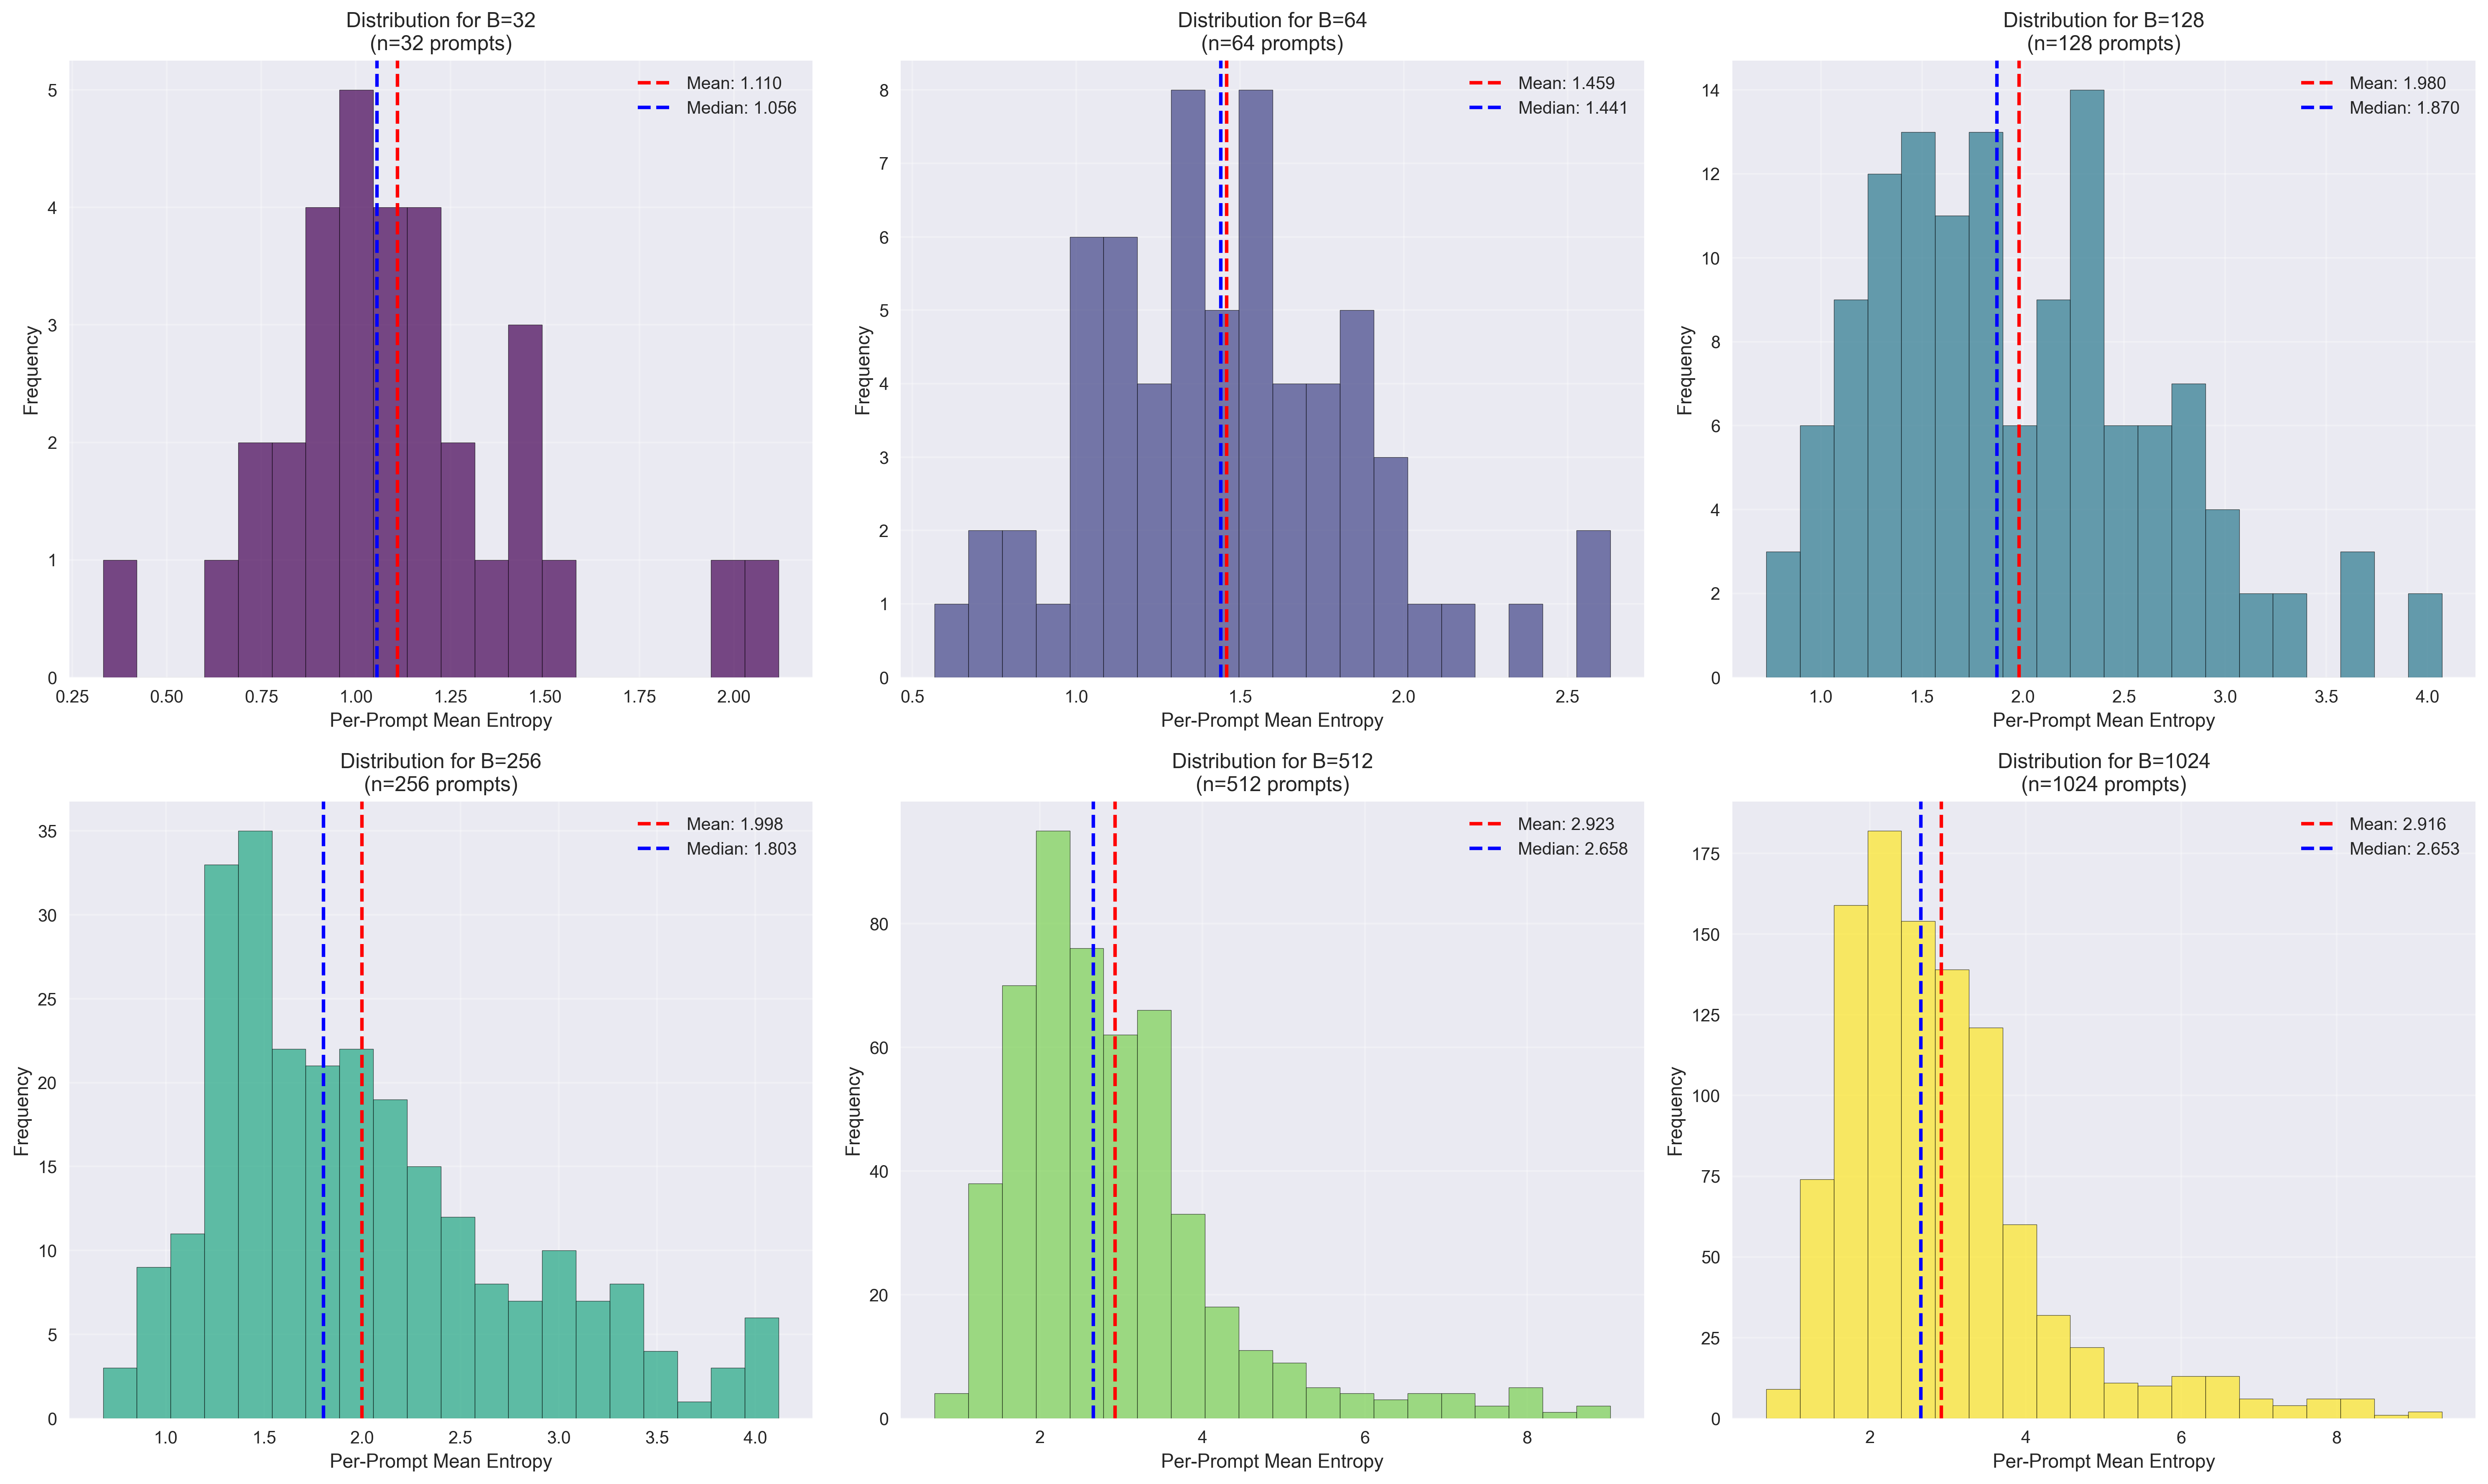 Distribution for B=32
(n=32 prompts)
Mean: 1.110
Median: 1.056
Frequency
5
4
3
2
1
0
0.25 0.50 0.75 1.00 1.25 1.50 1.75 2.00
Per-Prompt Mean Entropy
Distribution for B=64
(n=64 prompts)
Mean: 1.459
Median: 1.441
Frequency
8
7
6
5
4
3
2
1
0
0.5 1.0 1.5 2.0 2.5
Per-Prompt Mean Entropy
Distribution for B=128
(n=128 prompts)
Mean: 1.980
Median: 1.870
Frequency
14
12
10
8
6
4
2
0
1.0 1.5 2.0 2.5 3.0 3.5 4.0
Per-Prompt Mean Entropy
Distribution for B=256
(n=256 prompts)
Mean: 1.998
Median: 1.803
Frequency
35
30
25
20
15
10
5
0
1.0 1.5 2.0 2.5 3.0 3.5 4.0
Per-Prompt Mean Entropy
Distribution for B=512
(n=512 prompts)
Mean: 2.923
Median: 2.658
Frequency
80
60
40
20
0
2 4 6 8
Per-Prompt Mean Entropy
Distribution for B=1024
(n=1024 prompts)
Mean: 2.916
Median: 2.653
Frequency
175
150
125
100
75
50
25
0
2 4 6 8
Per-Prompt Mean Entropy